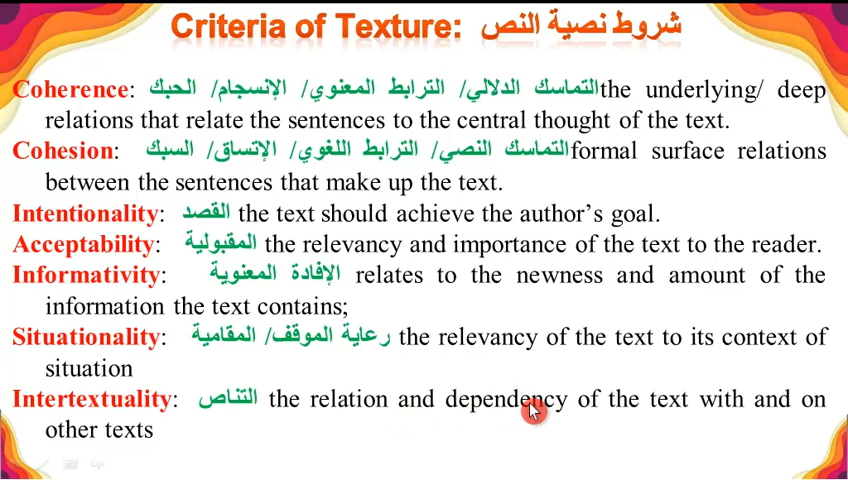 Criteria of Texture: شروط نصية النص
Coherence: التماسك الدلالي/ الترابط المعنوي/ الإنسجام/ الحبك the underlying/ deep
relations that relate the sentences to the central thought of the text.
Cohesion: التماسك النصي/ الترابط اللغوي/ الإتساق/ السبك formal surface relations
between the sentences that make up the text.
Intentionality: القصد the text should achieve the author’s goal.
Acceptability: المقبولية the relevancy and importance of the text to the reader.
Informativity: الإفادة المعنوية relates to the newness and amount of the
information the text contains;
Situationality: رعاية الموقف/ المقامية the relevancy of the text to its context of
situation
Intertextuality: التناص the relation and dependency of the text with and on
other texts